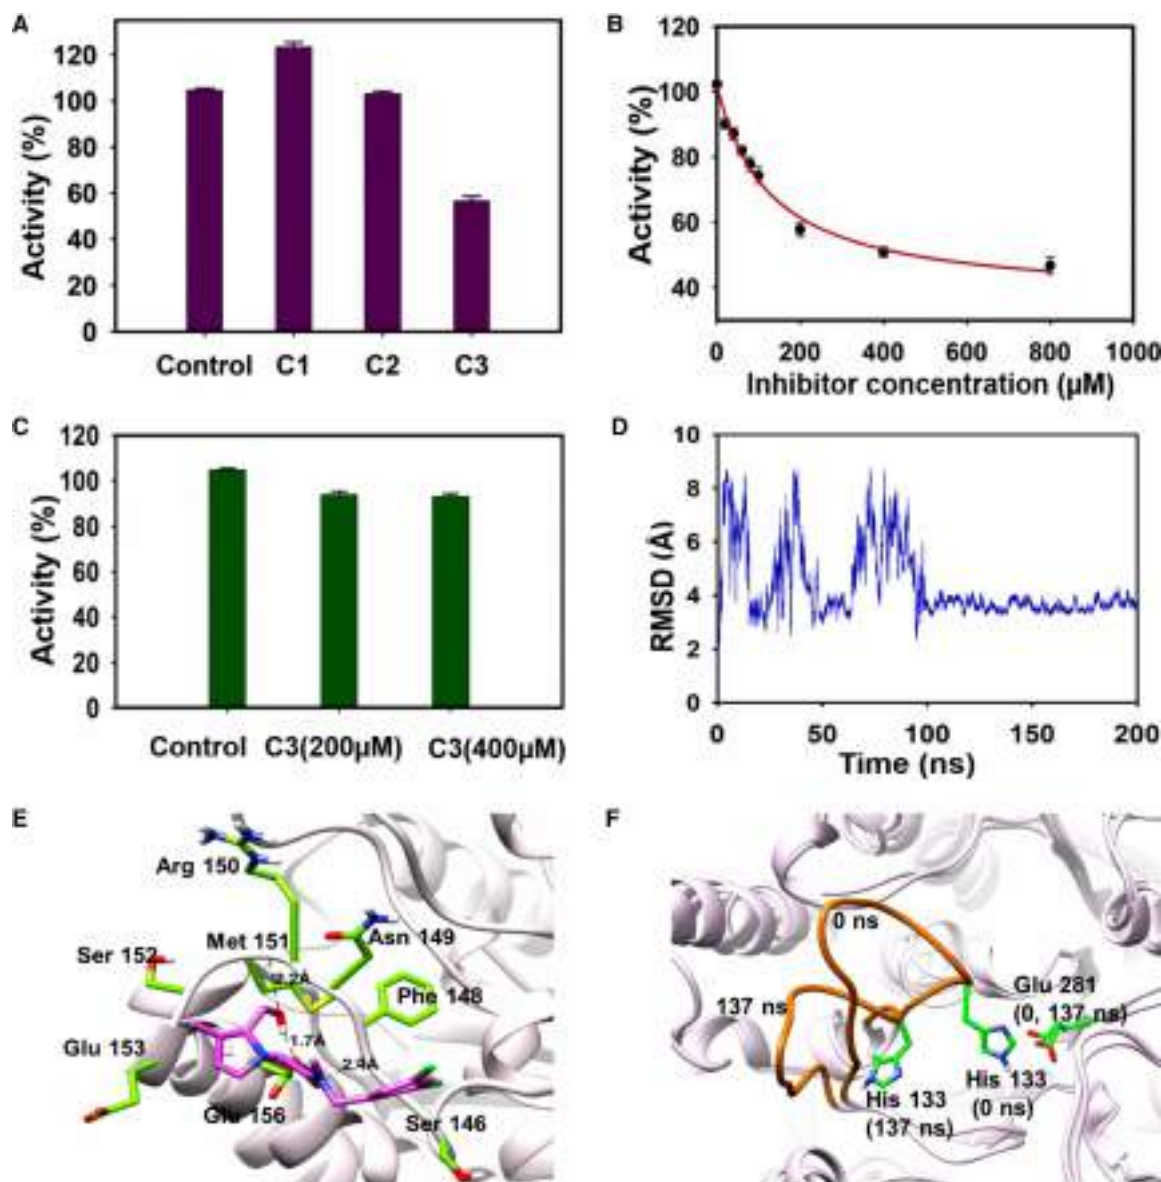 A
Activity (%)
120
100
80
60
40
20
0
Control C1 C2 C3
B
Activity (%)
120
100
80
60
40
0 200 400 600 800 1000
Inhibitor concentration (µM)
C
Activity (%)
120
100
80
60
40
20
0
Control C3(200µM) C3(400µM)
D
RMSD (Å)
10
8
6
4
2
0
0 50 100 150 200
Time (ns)
E
Arg 150
Met 151
Asn 149
Ser 152
Phe 148
1.7Å
2.4Å
Glu 153
Glu 156
Ser 146
F
0 ns
137 ns
Glu 281
(0, 137 ns)
His 133
(0 ns)
His 133
(137 ns)